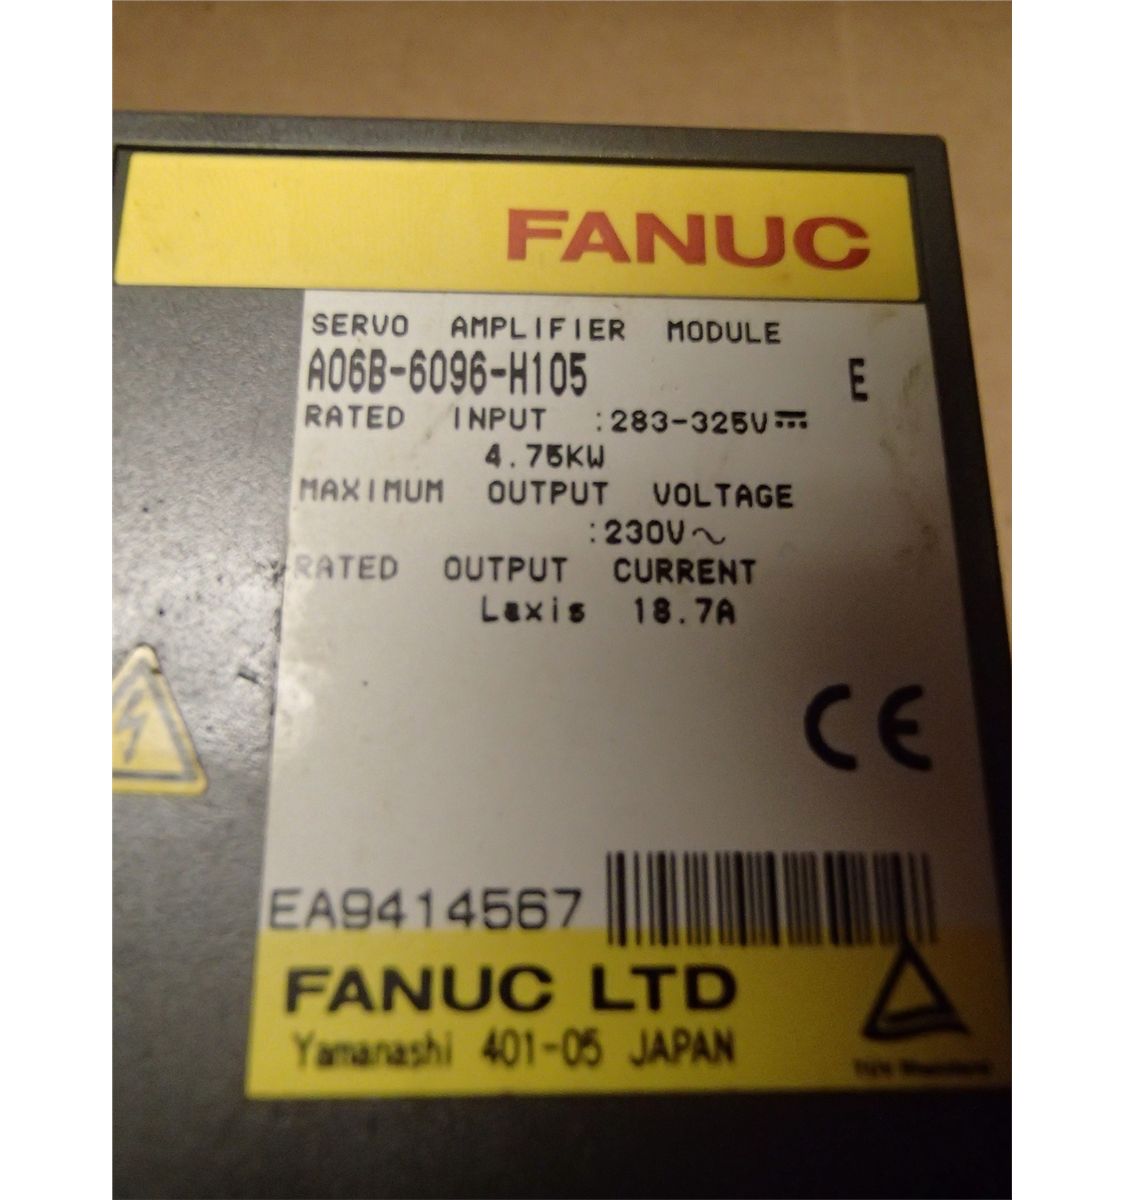 FANUC
SERVO AMPLIFIER MODULE
A06B-6096-H105 E
RATED INPUT :283-325V⎓
4.75KW
MAXIMUM OUTPUT VOLTAGE
:230V～
RATED OUTPUT CURRENT
Laxis 18.7A
CE
EA9414567
FANUC LTD
Yamanashi 401-05 JAPAN